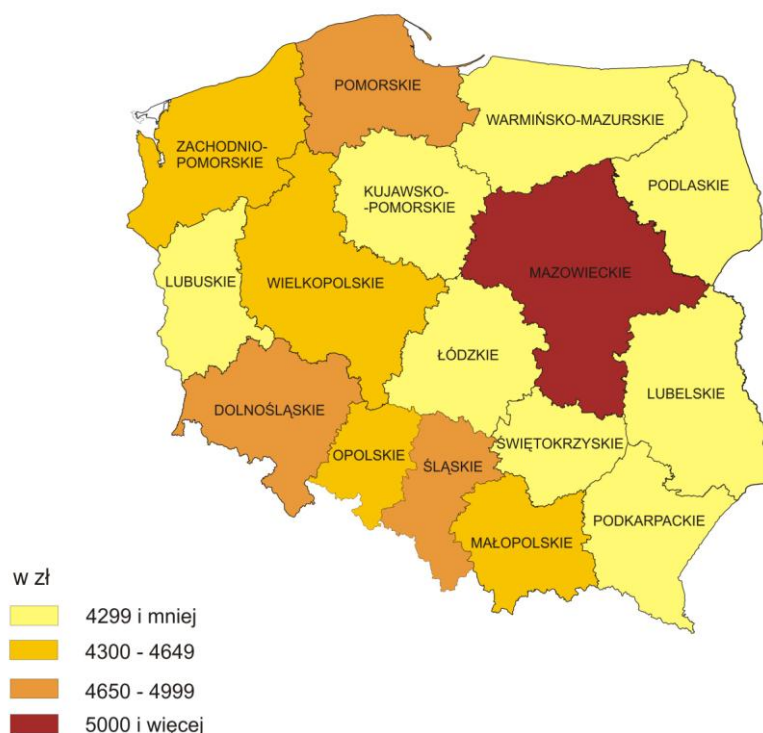 POMORSKIE
WARMIŃSKO-MAZURSKIE
ZACHODNIO-
POMORSKIE
KUJAWSKO-
-POMORSKIE
PODLASKIE
LUBUSKIE
WIELKOPOLSKIE
MAZOWIECKIE
ŁÓDZKIE
LUBELSKIE
DOLNOŚLĄSKIE
OPOLSKIE
ŚLĄSKIE
ŚWIĘTOKRZYSKIE
MAŁOPOLSKIE
PODKARPACKIE
w zł
4299 i mniej
4300 - 4649
4650 - 4999
5000 i więcej